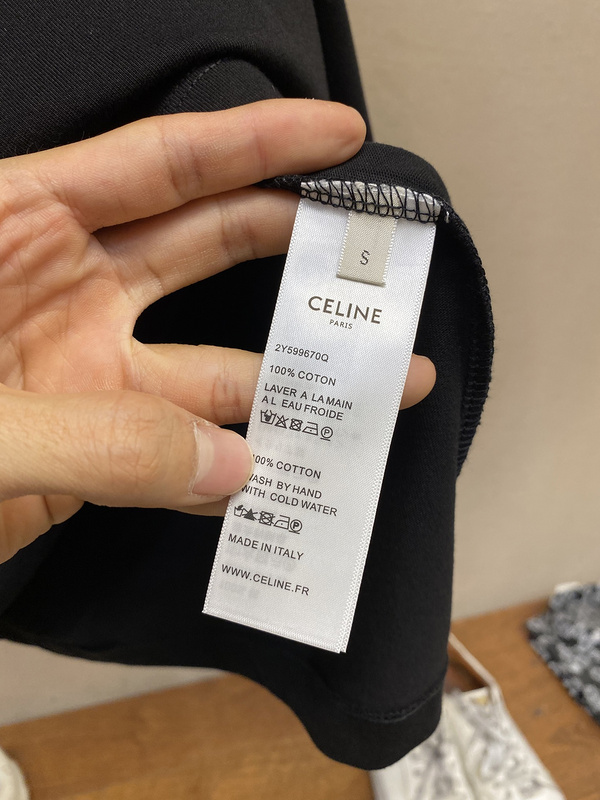 S
CELINE
PARIS
2Y599670Q
100% COTON
LAVER A LA MAIN
A L EAU FROIDE
P
100% COTTON
WASH BY HAND
WITH COLD WATER
P
MADE IN ITALY
WWW.CELINE.FR